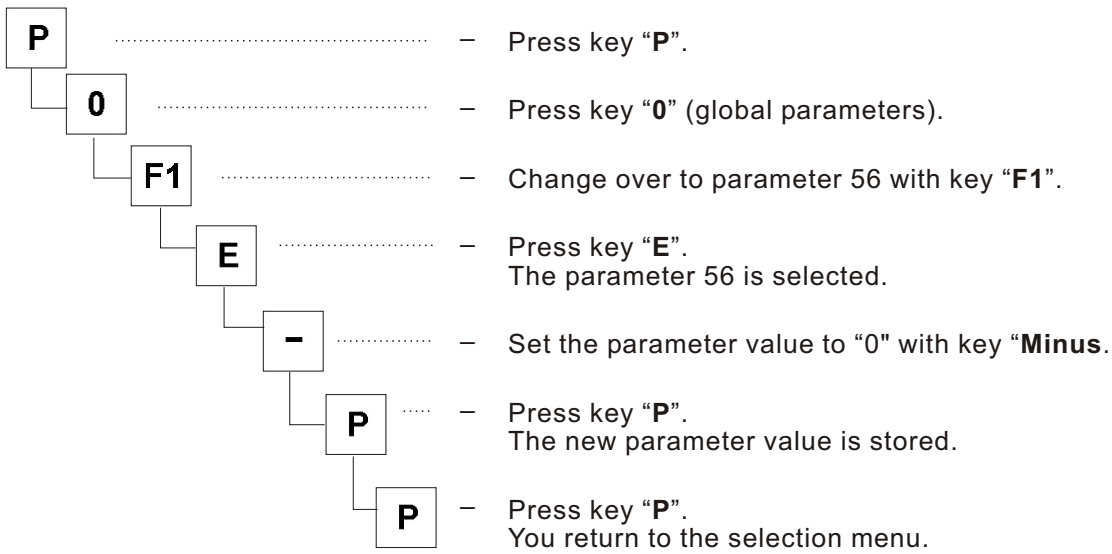 P – Press key “P”.
0 – Press key “0” (global parameters).
F1 – Change over to parameter 56 with key “F1”.
E – Press key “E”.
The parameter 56 is selected.
– – Set the parameter value to “0" with key “Minus.
P – Press key “P”.
The new parameter value is stored.
P – Press key “P”.
You return to the selection menu.